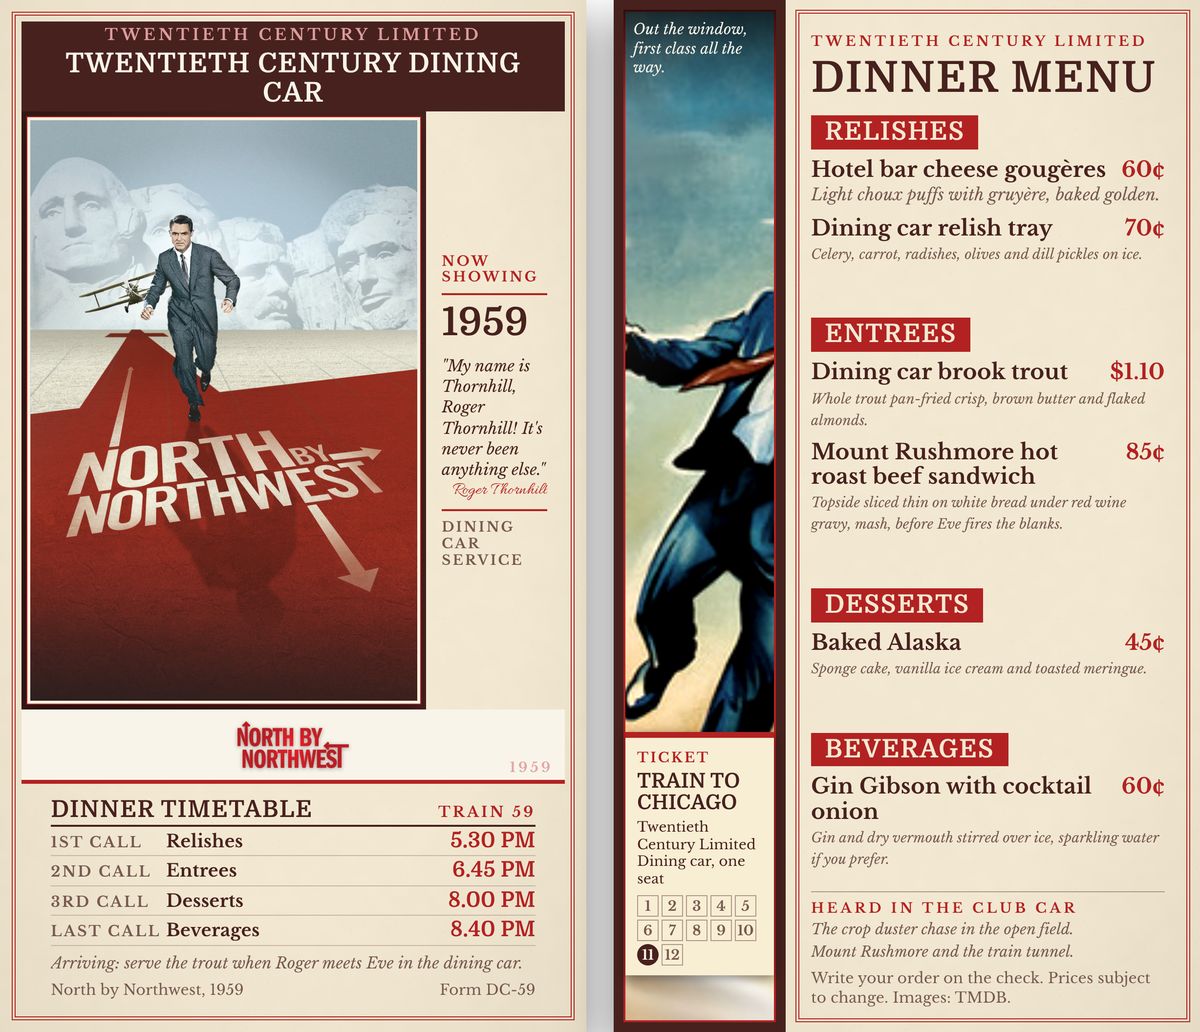 TWENTIETH CENTURY LIMITED
TWENTIETH CENTURY DINING
CAR
NORTH BY
NORTHWEST
NOW
SHOWING
1959
"My name is
Thornhill,
Roger
Thornhill! It's
never been
anything else."
Roger Thornhill
DINING
CAR
SERVICE
NORTH BY
NORTHWEST
1959
DINNER TIMETABLE TRAIN 59
1ST CALL Relishes 5.30 PM
2ND CALL Entrees 6.45 PM
3RD CALL Desserts 8.00 PM
LAST CALL Beverages 8.40 PM
Arriving: serve the trout when Roger meets Eve in the dining car.
North by Northwest, 1959 Form DC-59
Out the window,
first class all the
way.
TICKET
TRAIN TO
CHICAGO
Twentieth
Century Limited
Dining car, one
seat
1 2 3 4 5
6 7 8 9 10
11 12
TWENTIETH CENTURY LIMITED
DINNER MENU
RELISHES
Hotel bar cheese gougères 60¢
Light choux puffs with gruyère, baked golden.
Dining car relish tray 70¢
Celery, carrot, radishes, olives and dill pickles on ice.
ENTREES
Dining car brook trout $1.10
Whole trout pan-fried crisp, brown butter and flaked
almonds.
Mount Rushmore hot 85¢
roast beef sandwich
Topside sliced thin on white bread under red wine
gravy, mash, before Eve fires the blanks.
DESSERTS
Baked Alaska 45¢
Sponge cake, vanilla ice cream and toasted meringue.
BEVERAGES
Gin Gibson with cocktail 60¢
onion
Gin and dry vermouth stirred over ice, sparkling water
if you prefer.
HEARD IN THE CLUB CAR
The crop duster chase in the open field.
Mount Rushmore and the train tunnel.
Write your order on the check. Prices subject
to change. Images: TMDB.